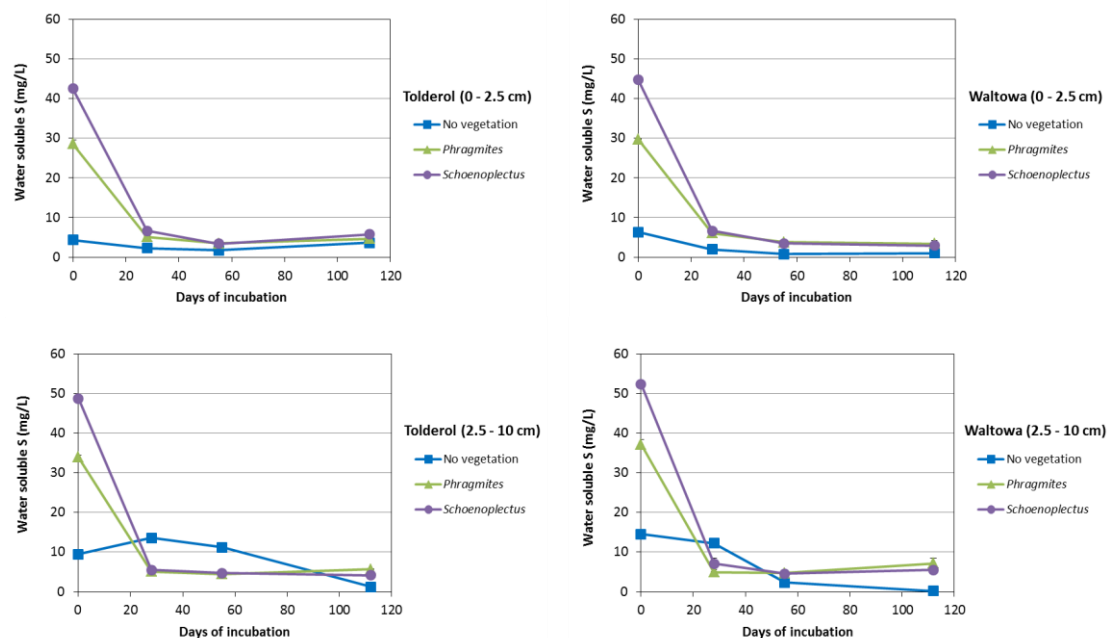 60
50
40
30
20
10
0
Water soluble S (mg/L)
0 20 40 60 80 100 120
Days of incubation
Tolderol (0 - 2.5 cm)
No vegetation
Phragmites
Schoenoplectus
60
50
40
30
20
10
0
Water soluble S (mg/L)
0 20 40 60 80 100 120
Days of incubation
Waltowa (0 - 2.5 cm)
No vegetation
Phragmites
Schoenoplectus
60
50
40
30
20
10
0
Water soluble S (mg/L)
0 20 40 60 80 100 120
Days of incubation
Tolderol (2.5 - 10 cm)
No vegetation
Phragmites
Schoenoplectus
60
50
40
30
20
10
0
Water soluble S (mg/L)
0 20 40 60 80 100 120
Days of incubation
Waltowa (2.5 - 10 cm)
No vegetation
Phragmites
Schoenoplectus